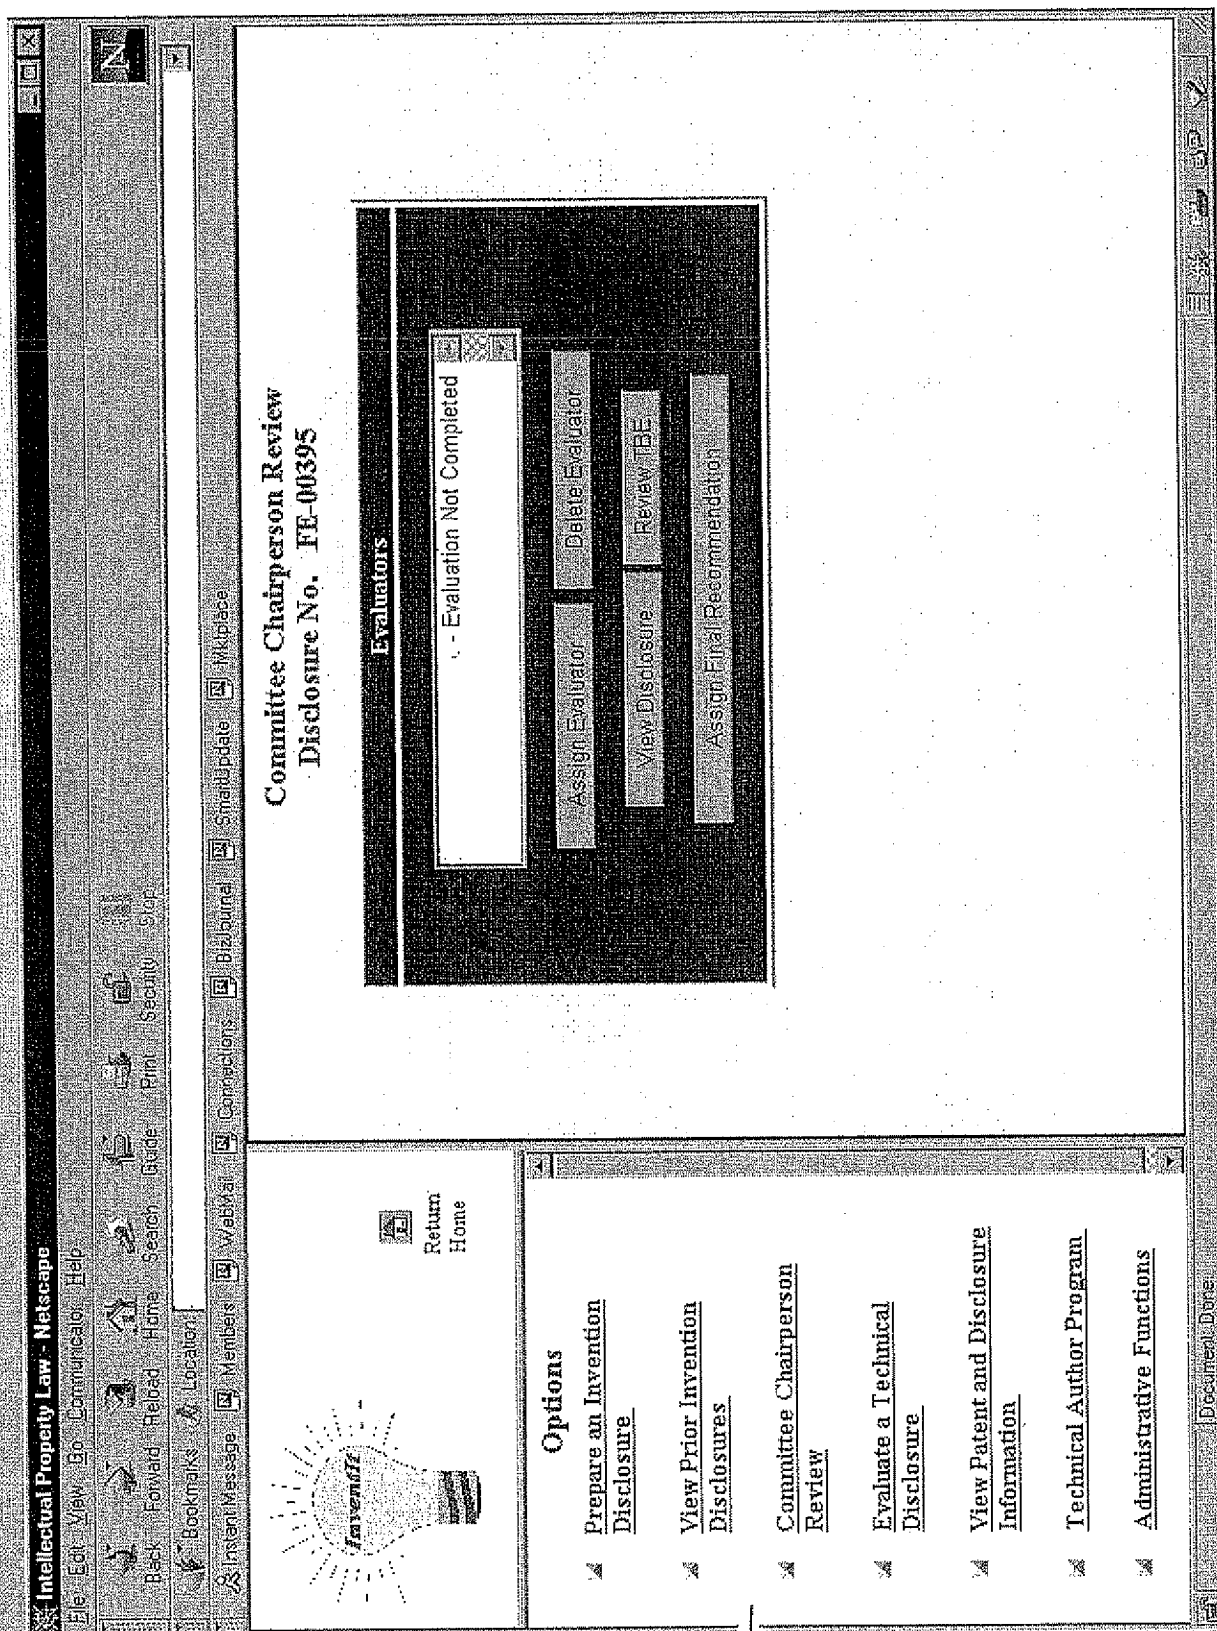 Intellectual Property Law - Netscape
File Edit View Go Communicator Help
Back Forward Reload Home Search Guide Print Security Stop
Bookmarks Location:
Instant Message Members WebMail Connections BizJournal SmartUpdate Mktplace
InventIt
Return
Home
Options
Prepare an Invention
Disclosure
View Prior Invention
Disclosures
Committee Chairperson
Review
Evaluate a Technical
Disclosure
View Patent and Disclosure
Information
Technical Author Program
Administrative Functions
Committee Chairperson Review
Disclosure No. FE-00395
Evaluators
- Evaluation Not Completed
Assign Evaluator Delete Evaluator
View Disclosure Review TBE
Assign Final Recommendation
Document: Done